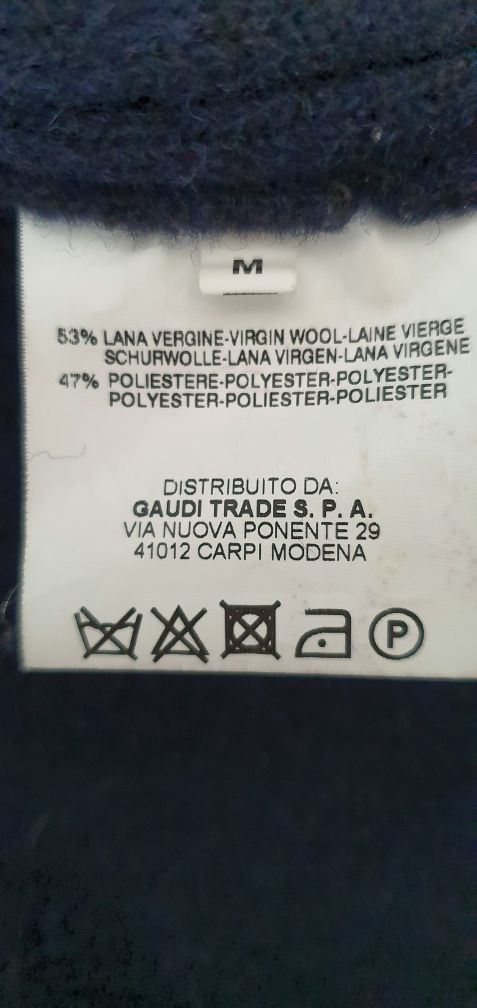 M
53% LANA VERGINE-VIRGIN WOOL-LAINE VIERGE
SCHURWOLLE-LANA VIRGEN-LANA VIRGENE
47% POLIESTERE-POLYESTER-POLYESTER-
POLYESTER-POLIESTER-POLIESTER
DISTRIBUITO DA:
GAUDI TRADE S. P. A.
VIA NUOVA PONENTE 29
41012 CARPI MODENA
P